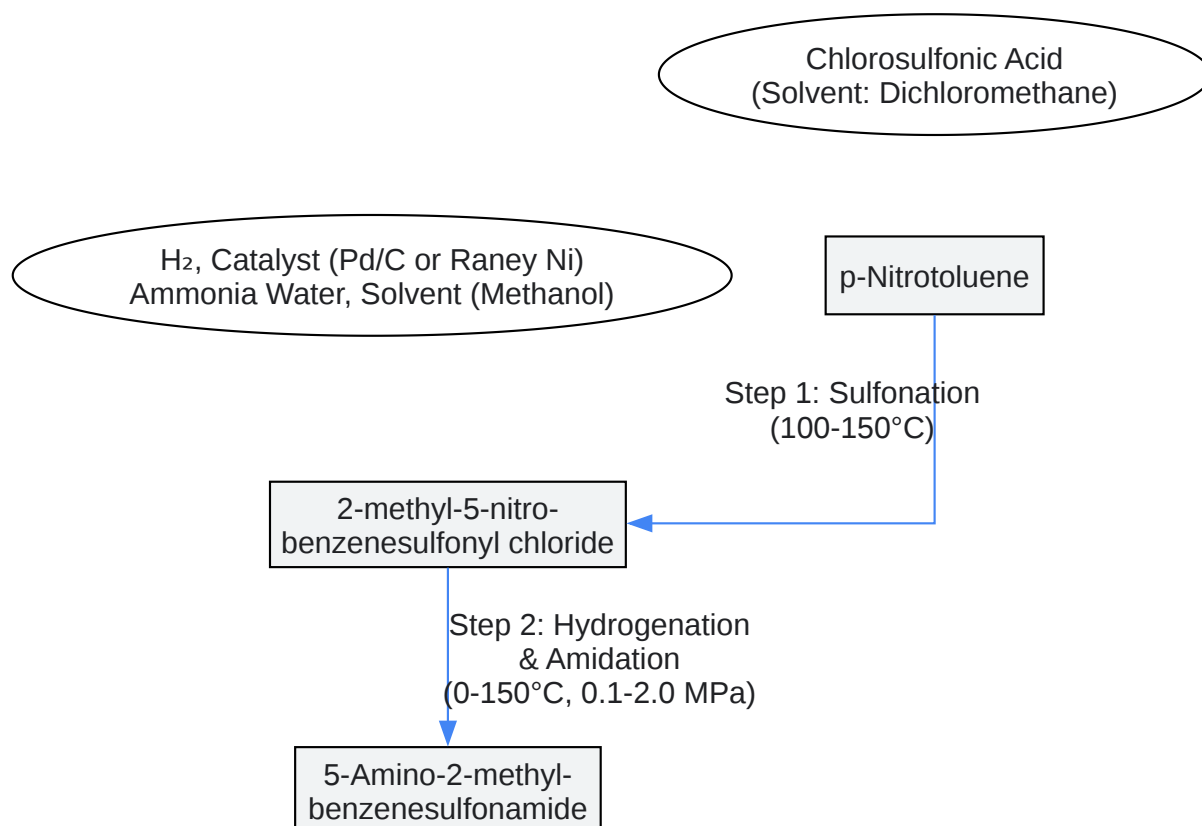 Chlorosulfonic Acid
(Solvent: Dichloromethane)
H₂, Catalyst (Pd/C or Raney Ni)
Ammonia Water, Solvent (Methanol)
p-Nitrotoluene
Step 1: Sulfonation
(100-150°C)
2-methyl-5-nitro-
benzenesulfonyl chloride
Step 2: Hydrogenation
& Amidation
(0-150°C, 0.1-2.0 MPa)
5-Amino-2-methyl-
benzenesulfonamide